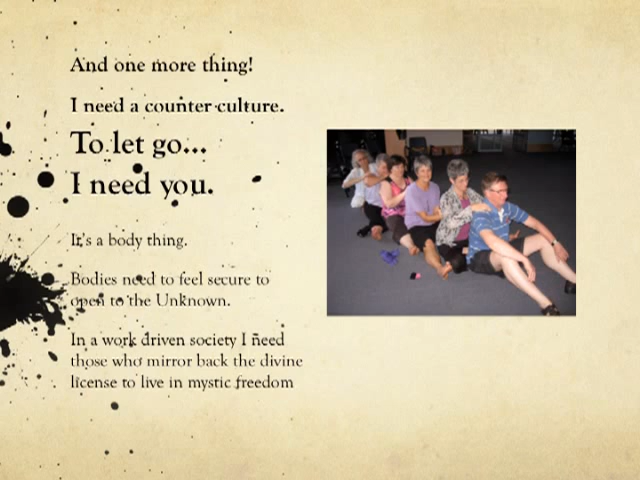 And one more thing!
I need a counter culture.
To let go...
I need you.
It's a body thing.
Bodies need to feel secure to
open to the Unknown.
In a work driven society I need
those who mirror back the divine
license to live in mystic freedom